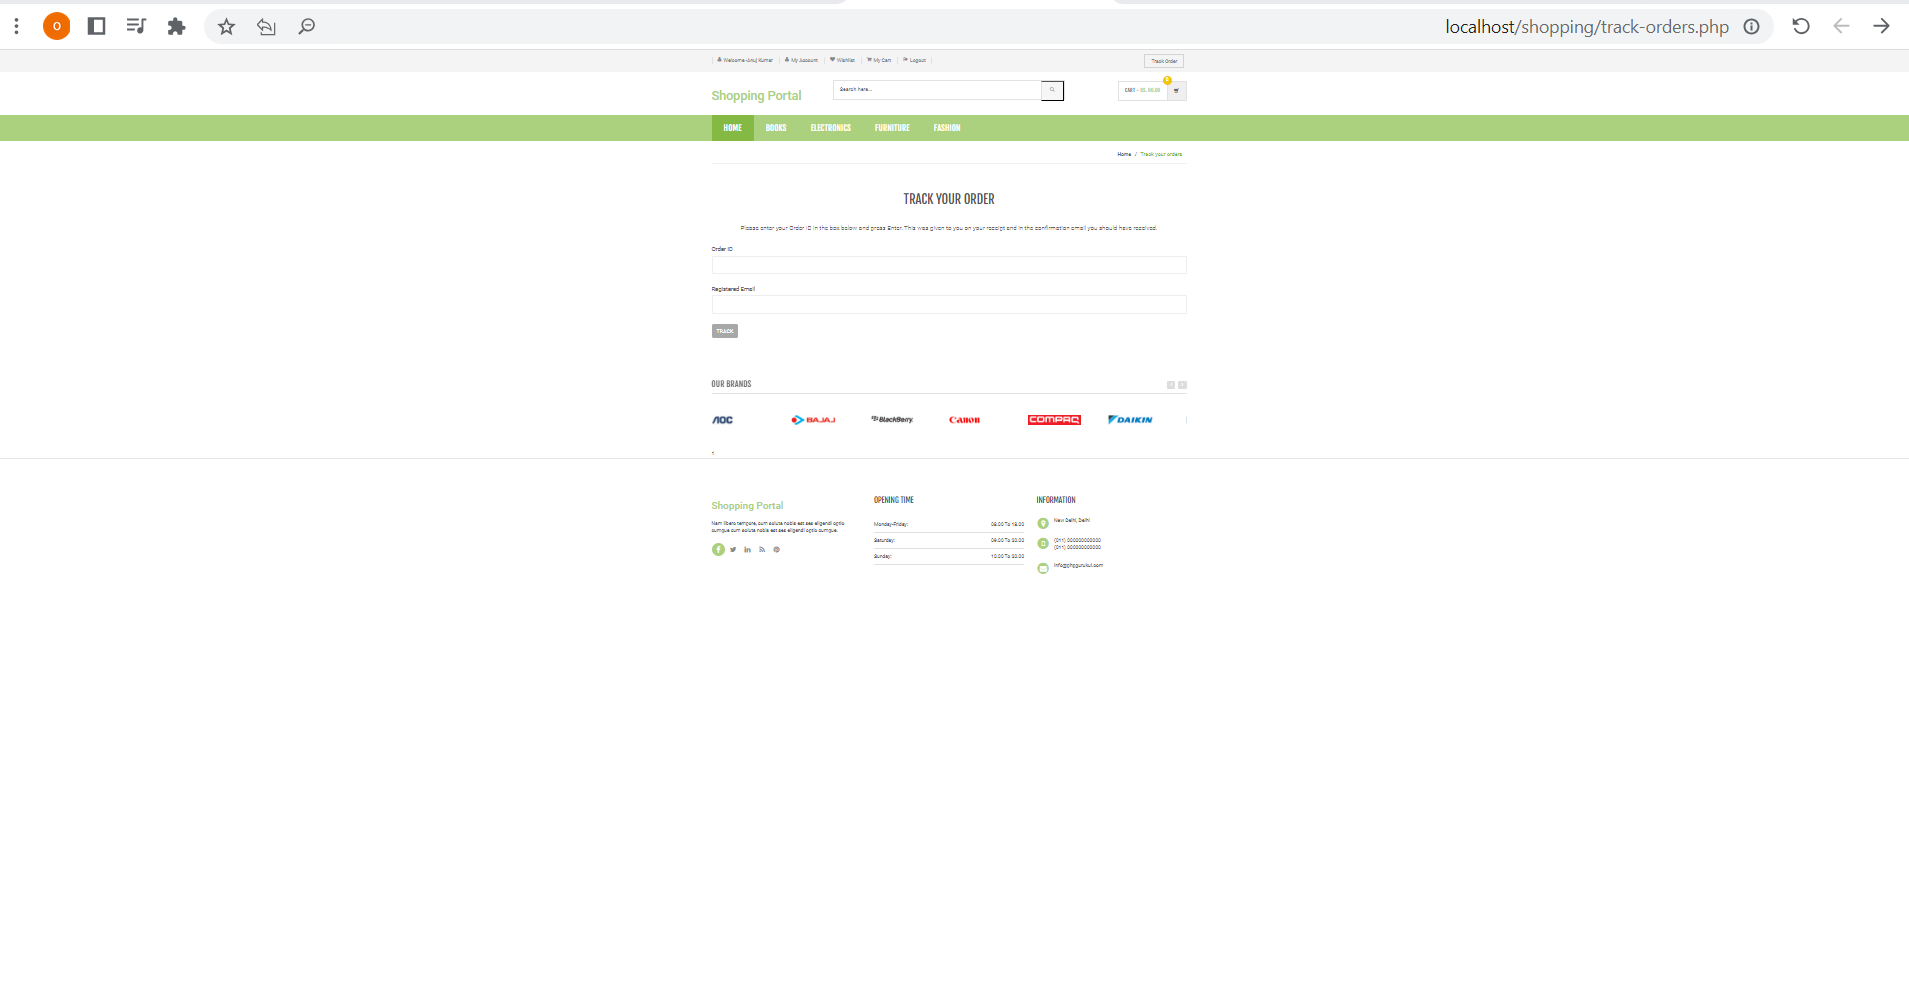 O
localhost/shopping/track-orders.php
Welcome -Anuj Kumar My Account Wishlist My Cart Logout
Track Order
Shopping Portal
Search here...
CART - RS. 00.00
0
HOME BOOKS ELECTRONICS FURNITURE FASHION
Home / Track your orders
TRACK YOUR ORDER
Please enter your Order ID in the box below and press Enter. This was given to you on your receipt and in the confirmation email you should have received.
Order ID
Registered Email
TRACK
OUR BRANDS
AOC BAJAJ BlackBerry. Canon COMPAQ DAIKIN
Shopping Portal
Nam libero tempore, cum soluta nobis est ses eligendi optio
cumque cum soluta nobis est ses eligendi optio cumque.
OPENING TIME
Monday-Friday: 08.00 To 18.00
Saturday: 09.00 To 20.00
Sunday: 10.00 To 20.00
INFORMATION
New Delhi, Delhi
(011) 000000000000
(011) 000000000000
info@phpgurukul.com